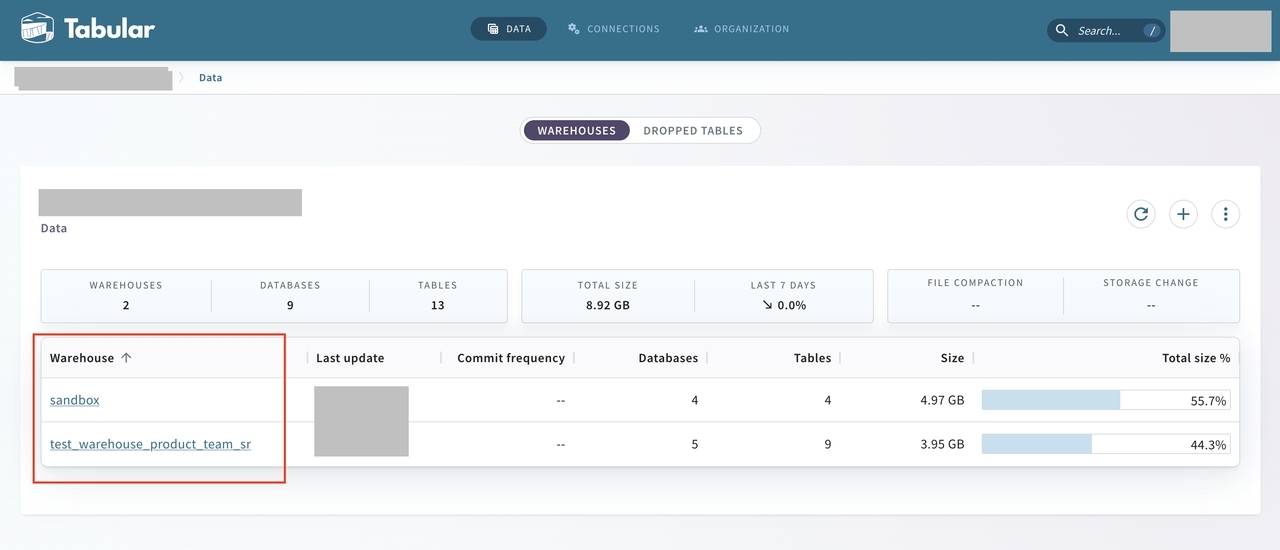 Tabular
DATA CONNECTIONS ORGANIZATION Search... /
Data
WAREHOUSES DROPPED TABLES
Data
WAREHOUSES DATABASES TABLES TOTAL SIZE LAST 7 DAYS FILE COMPACTION STORAGE CHANGE
2 9 13 8.92 GB ↘ 0.0% -- --
Warehouse ↑ Last update Commit frequency Databases Tables Size Total size %
sandbox -- 4 4 4.97 GB 55.7%
test_warehouse_product_team_sr -- 5 9 3.95 GB 44.3%